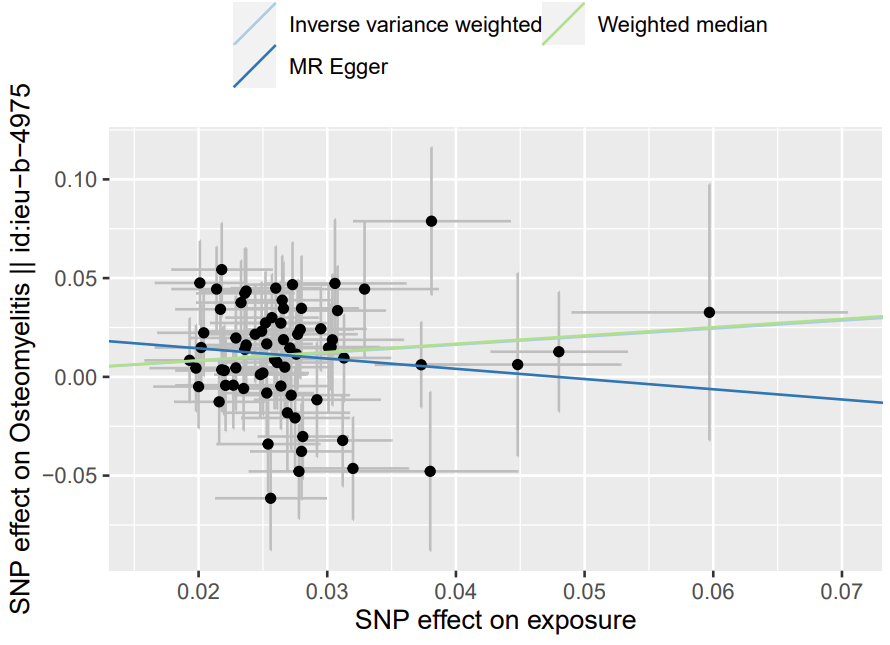 Inverse variance weighted
Weighted median
MR Egger
SNP effect on Osteomyelitis || id:ieu−b−4975
0.10
0.05
0.00
−0.05
0.02
0.03
0.04
0.05
0.06
0.07
SNP effect on exposure